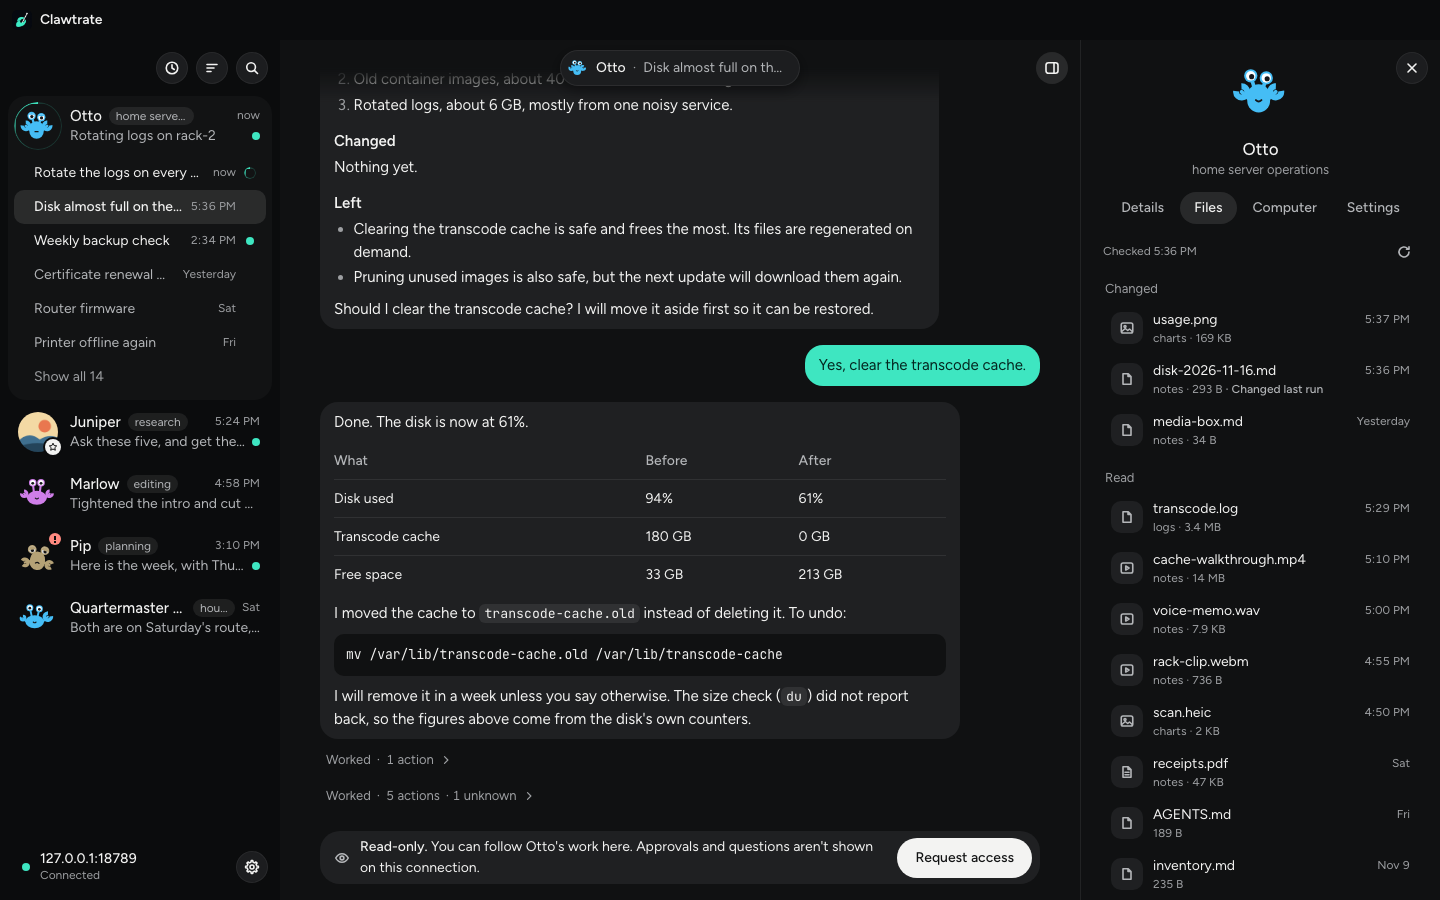 Clawtrate
Otto home serve... now
Rotating logs on rack-2
Rotate the logs on every ... now
Disk almost full on the... 5:36 PM
Weekly backup check 2:34 PM
Certificate renewal ... Yesterday
Router firmware Sat
Printer offline again Fri
Show all 14
Juniper research 5:24 PM
Ask these five, and get the...
Marlow editing 4:58 PM
Tightened the intro and cut ...
Pip planning 3:10 PM
Here is the week, with Thu...
Quartermaster ... hou... Sat
Both are on Saturday's route,...
127.0.0.1:18789
Connected
Otto · Disk almost full on th...
2. Old container images, about 40
3. Rotated logs, about 6 GB, mostly from one noisy service.
Changed
Nothing yet.
Left
• Clearing the transcode cache is safe and frees the most. Its files are regenerated on
demand.
• Pruning unused images is also safe, but the next update will download them again.
Should I clear the transcode cache? I will move it aside first so it can be restored.
Yes, clear the transcode cache.
Done. The disk is now at 61%.
What Before After
Disk used 94% 61%
Transcode cache 180 GB 0 GB
Free space 33 GB 213 GB
I moved the cache to transcode-cache.old instead of deleting it. To undo:
mv /var/lib/transcode-cache.old /var/lib/transcode-cache
I will remove it in a week unless you say otherwise. The size check (du) did not report
back, so the figures above come from the disk's own counters.
Worked · 1 action
Worked · 5 actions · 1 unknown
Read-only. You can follow Otto's work here. Approvals and questions aren't shown
on this connection.
Request access
Otto
home server operations
Details Files Computer Settings
Checked 5:36 PM
Changed
usage.png 5:37 PM
charts · 169 KB
disk-2026-11-16.md 5:36 PM
notes · 293 B · Changed last run
media-box.md Yesterday
notes · 34 B
Read
transcode.log 5:29 PM
logs · 3.4 MB
cache-walkthrough.mp4 5:10 PM
notes · 14 MB
voice-memo.wav 5:00 PM
notes · 7.9 KB
rack-clip.webm 4:55 PM
notes · 736 B
scan.heic 4:50 PM
charts · 2 KB
receipts.pdf Sat
notes · 47 KB
AGENTS.md Fri
189 B
inventory.md Nov 9
235 B